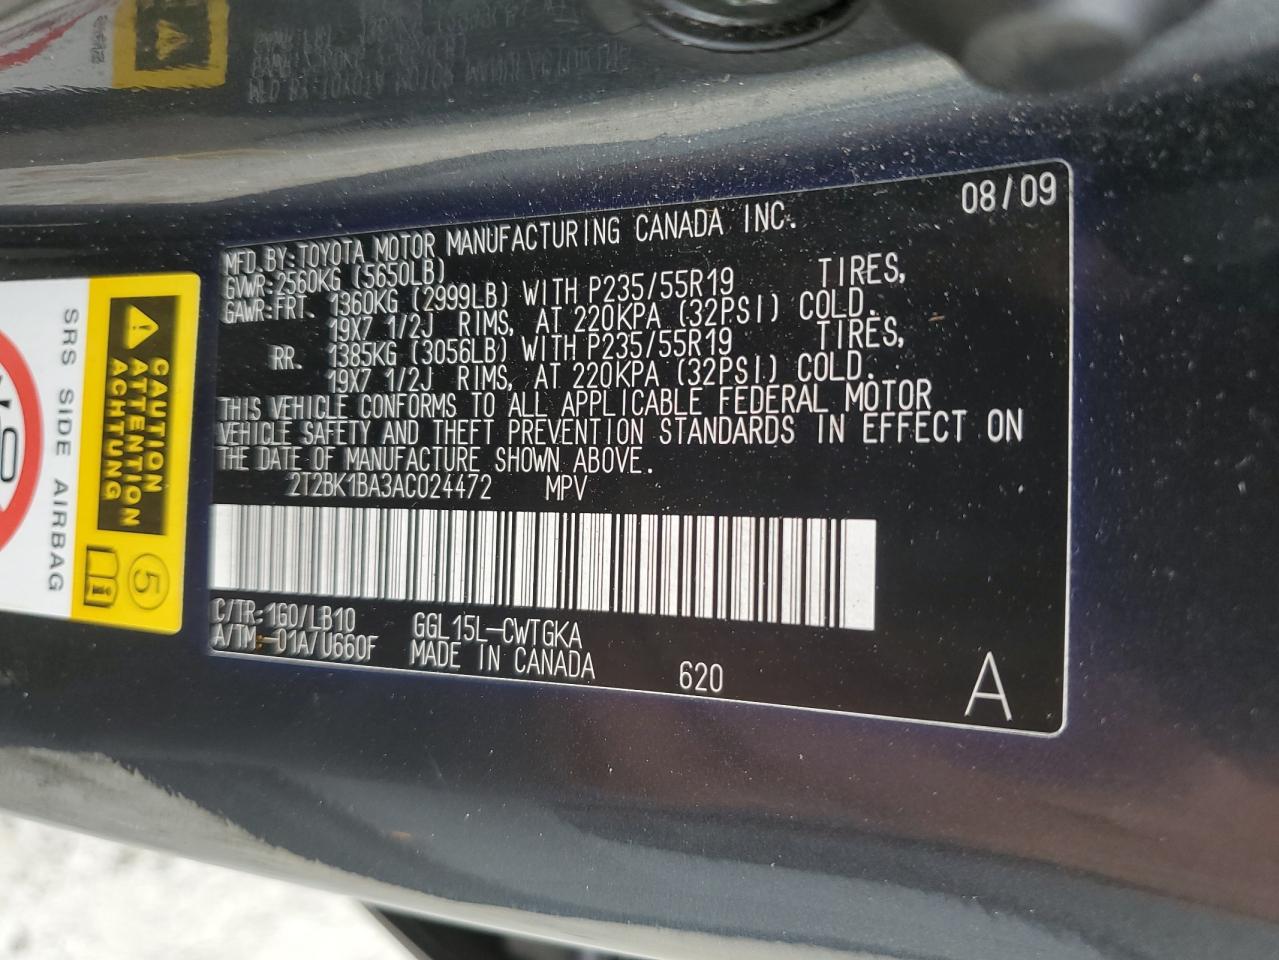 08/09
MFD.BY:TOYOTA MOTOR MANUFACTURING CANADA INC.
GVWR:2560KG (5650LB)
GAWR:FRT. 1360KG (2999LB) WITH P235/55R19 TIRES,
19X7 1/2J RIMS, AT 220KPA (32PSI) COLD.
RR. 1385KG (3056LB) WITH P235/55R19 TIRES,
19X7 1/2J RIMS, AT 220KPA (32PSI) COLD.
THIS VEHICLE CONFORMS TO ALL APPLICABLE FEDERAL MOTOR
VEHICLE SAFETY AND THEFT PREVENTION STANDARDS IN EFFECT ON
THE DATE OF MANUFACTURE SHOWN ABOVE.
2T2BK1BA3AC024472 MPV
C/TR:1G0/LB10 GGL15L-CWTGKA
A/TM:-01A/U660F MADE IN CANADA 620
A
CAUTION
ATTENTION
ACHTUNG
5
SRS SIDE AIRBAG